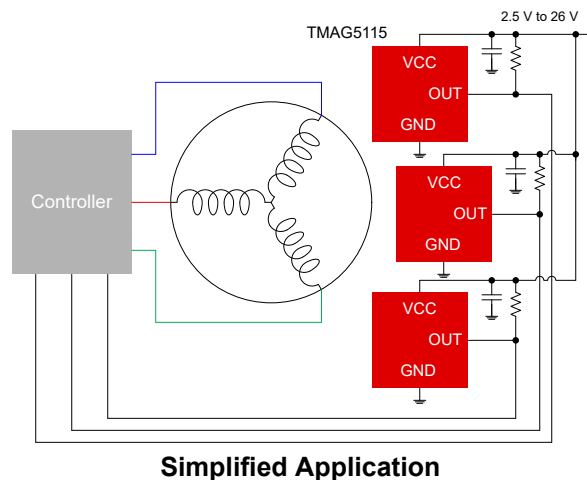 2.5 V to 26 V
TMAG5115
VCC
OUT
GND
VCC
OUT
GND
VCC
OUT
GND
Controller
Simplified Application